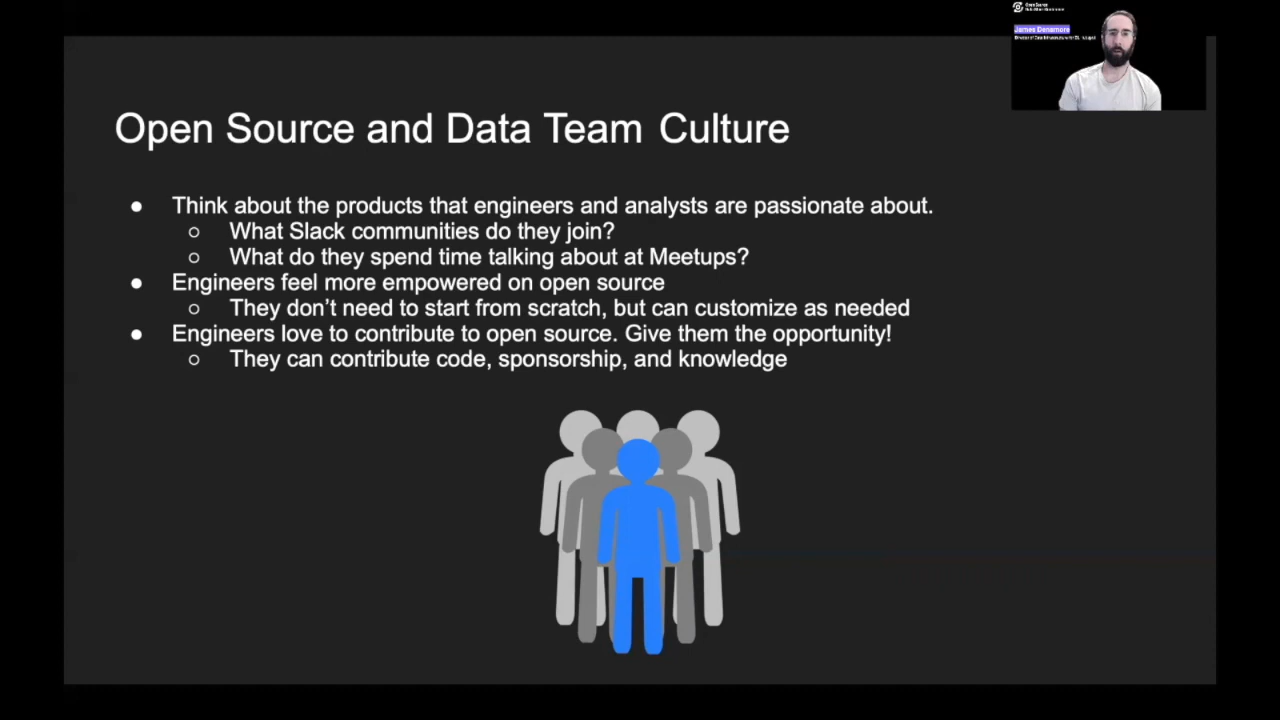 Open Source
James Densmore
Open Source and Data Team Culture
● Think about the products that engineers and analysts are passionate about.
○ What Slack communities do they join?
○ What do they spend time talking about at Meetups?
● Engineers feel more empowered on open source
○ They don’t need to start from scratch, but can customize as needed
● Engineers love to contribute to open source. Give them the opportunity!
○ They can contribute code, sponsorship, and knowledge